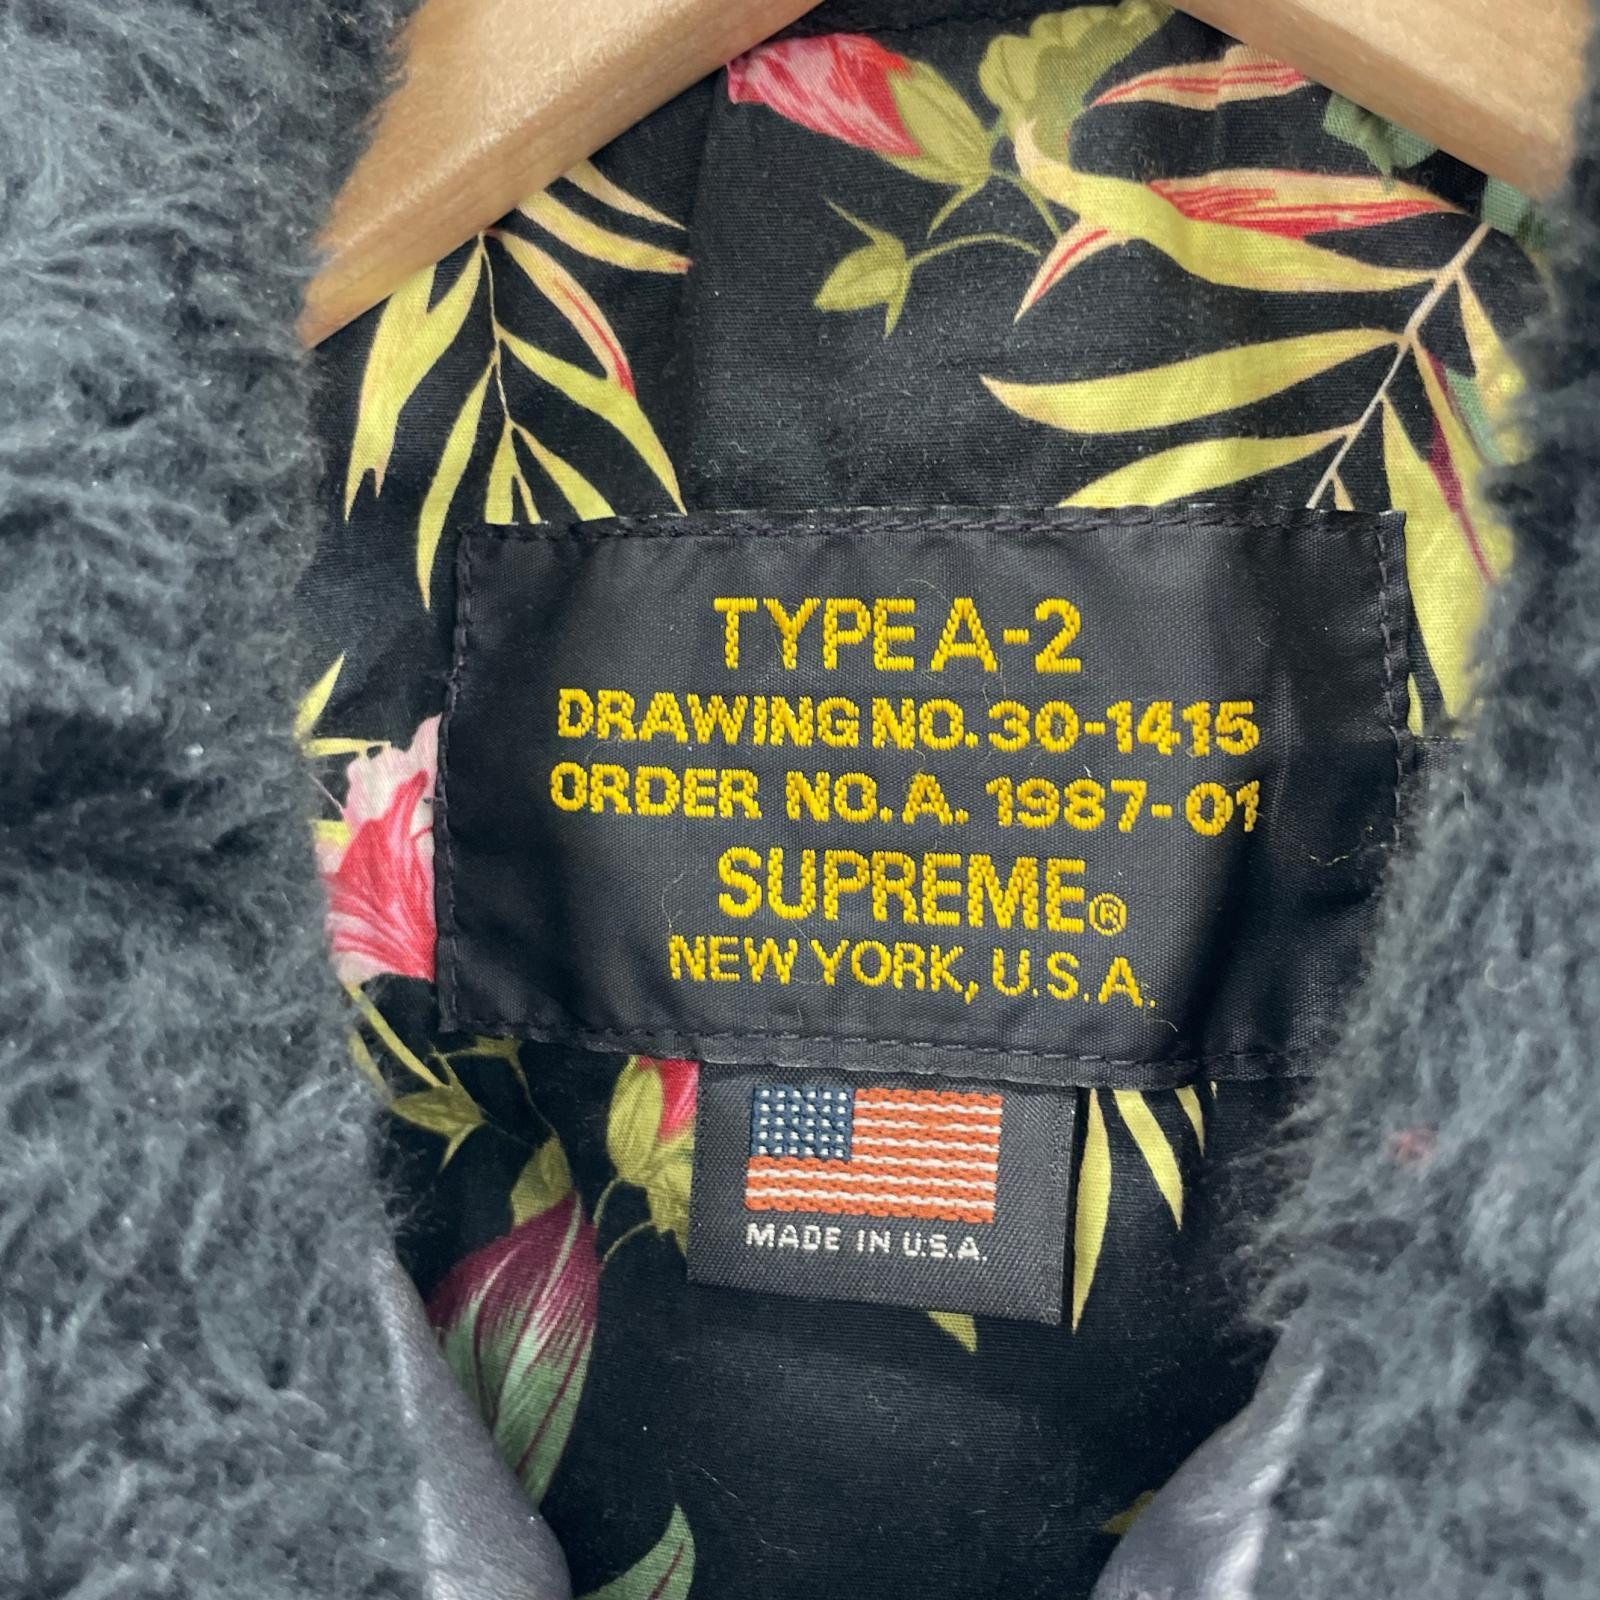 TYPE A-2
DRAWING NO. 30-1415
ORDER NO. A. 1987-01
SUPREME®
NEW YORK, U.S.A.
MADE IN U.S.A.